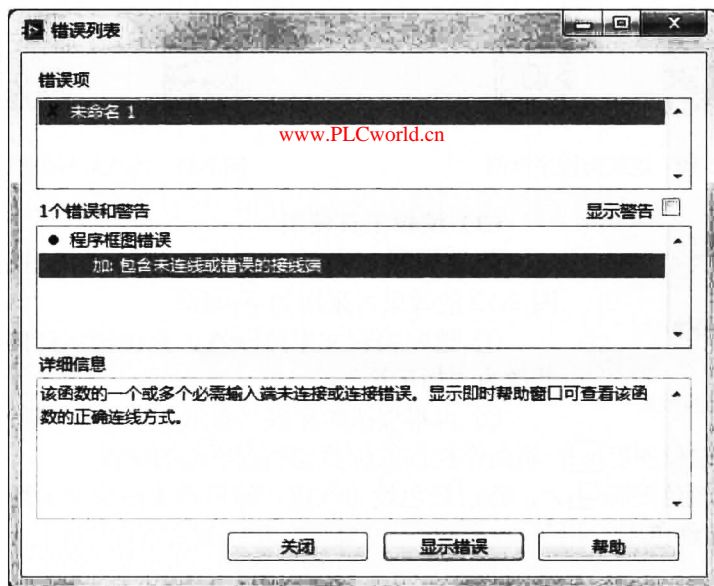 错误列表
错误项
X 未命名 1
www.PLCworld.cn
1个错误和警告
显示警告
● 程序框图错误
加: 包含未连线或错误的接线端
详细信息
该函数的一个或多个必需输入端未连接或连接错误。显示即时帮助窗口可查看该函
数的正确连线方式。
关闭
显示错误
帮助